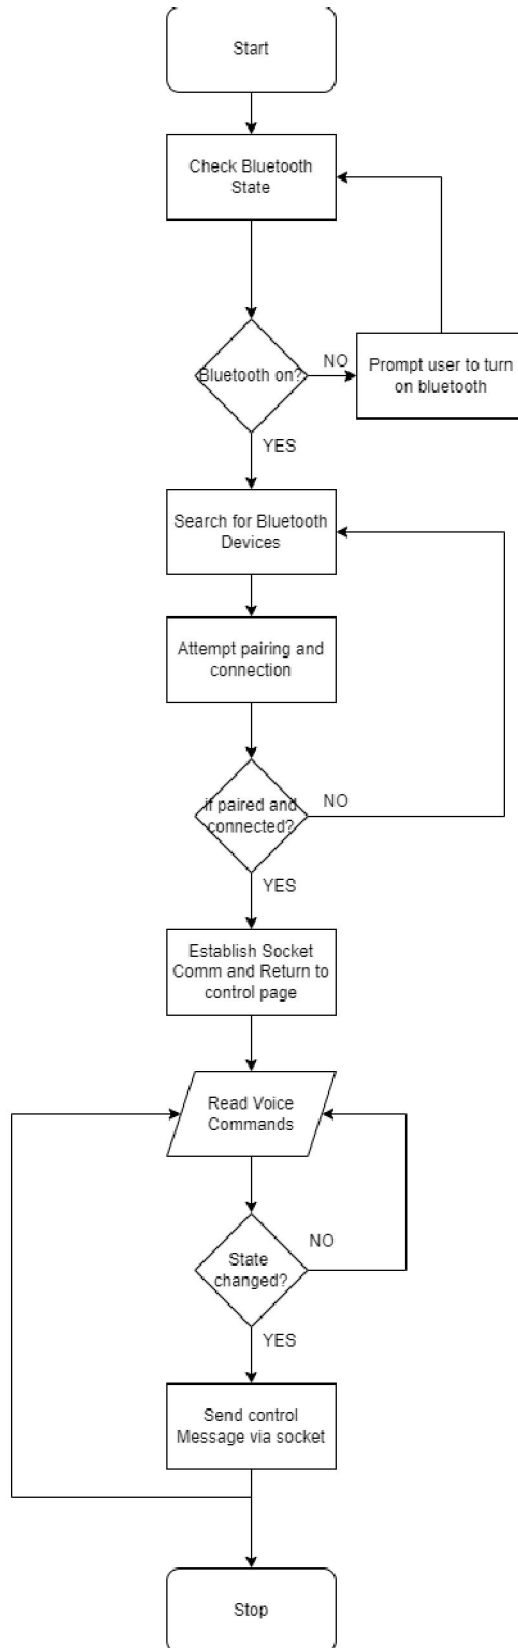 Start
Check Bluetooth
State
Bluetooth on?
NO
Prompt user to turn
on bluetooth
YES
Search for Bluetooth
Devices
Attempt pairing and
connection
if paired and
connected?
NO
YES
Establish Socket
Comm and Return to
control page
Read Voice
Commands
State
changed?
NO
YES
Send control
Message via socket
Stop